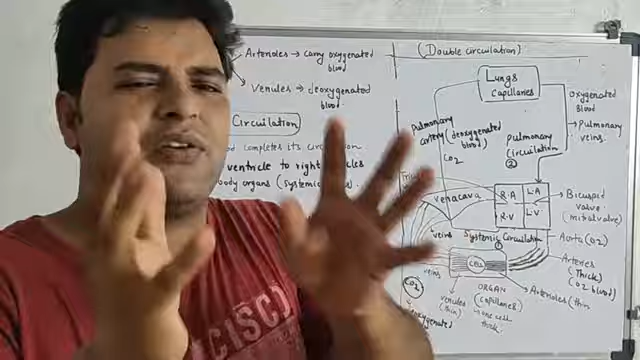 Arterioles → carry oxygenated
blood
Venules → deoxygenated
blood.
Circulation
completes its circulation
ventricle to right
body organs (systemic
(Double circulation)
Lungs
Capillaries
oxygenated
Blood
→ Pulmonary
veins.
Pulmonary
(deoxygenated
blood)
CO2
pulmonary
Circulation
②
venacava
R.A
L.A
R.V
L.V
→ Bicuspid
valve
(mitral valve)
veins
Systemic Circulation
①
Aorta (O2)
veins
Cells
Arteries
(Thick)
(O2 blood)
CO2
venules
(thin)
ORGAN
(capillaries)
one cell
thick.
Arterioles (thin
CISCO